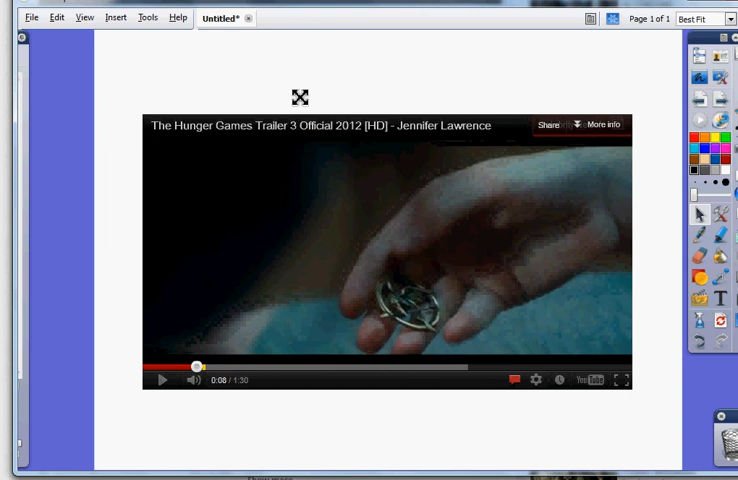 File Edit View Insert Tools Help Untitled* Page 1 of 1 Best Fit
The Hunger Games Trailer 3 Official 2012 [HD] - Jennifer Lawrence Share More info
0:08 / 1:30 YouTube
T